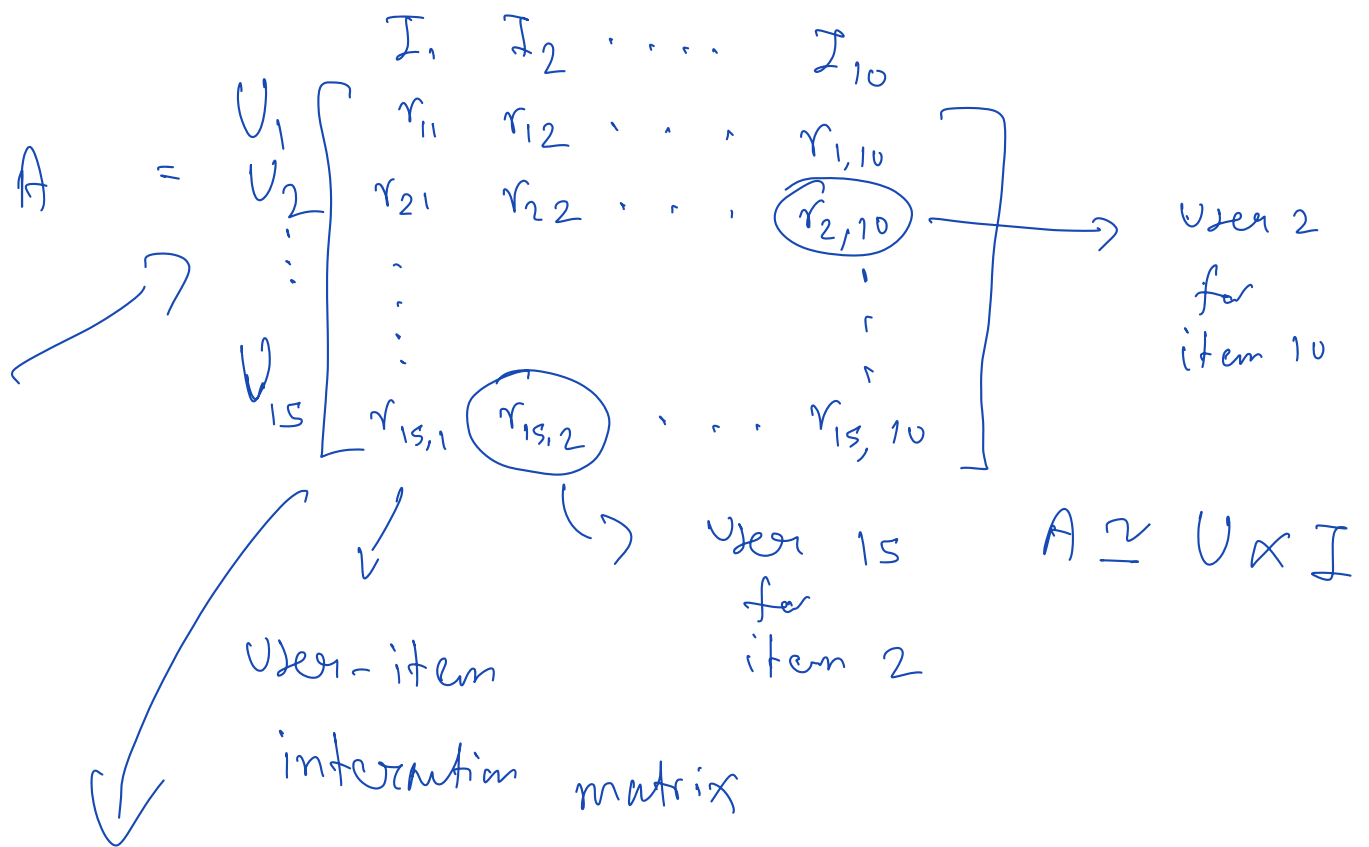 I₁ I₂ . . . . . I₁₀
U₁ r₁₁ r₁₂ . . . r₁,₁₀
A = U₂ r₂₁ r₂₂ . . . r₂,₁₀
User 2
for
item 10
U₁₅ r₁₅,₁ r₁₅,₂ . . . r₁₅, ₁₀
User 15
for
item 2
A ≃ U × I
User-item
interaction matrix